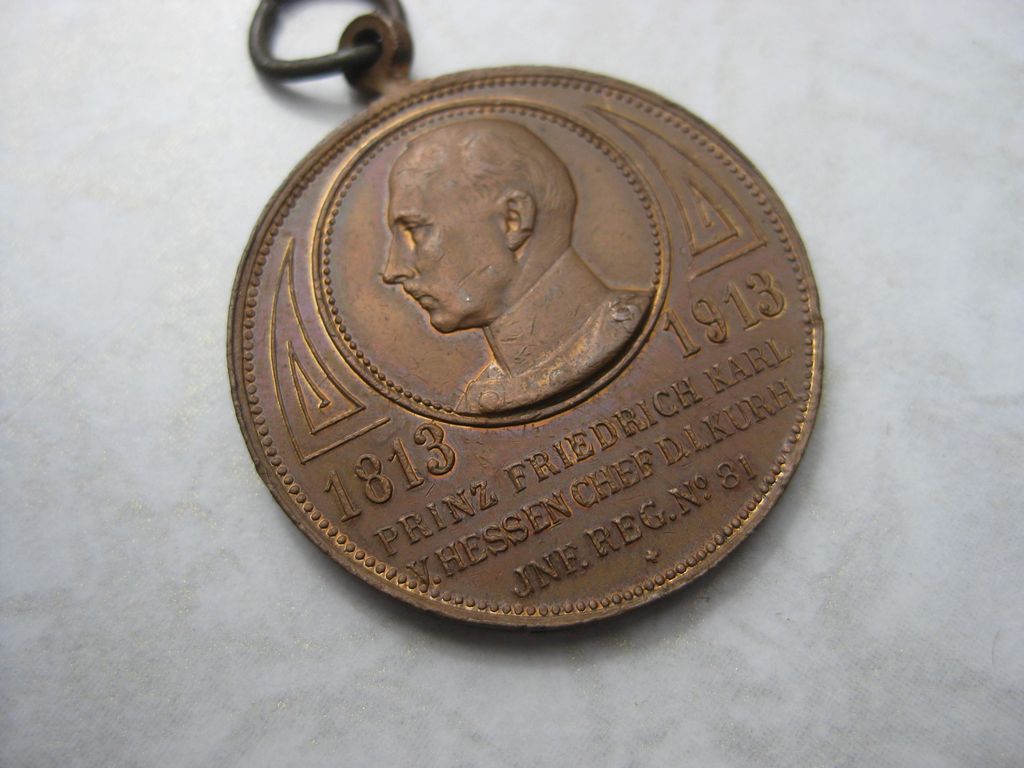 1813 1913
PRINZ FRIEDRICH KARL
V. HESSEN CHEF D.I. KURH.
JNF. REG. No. 81